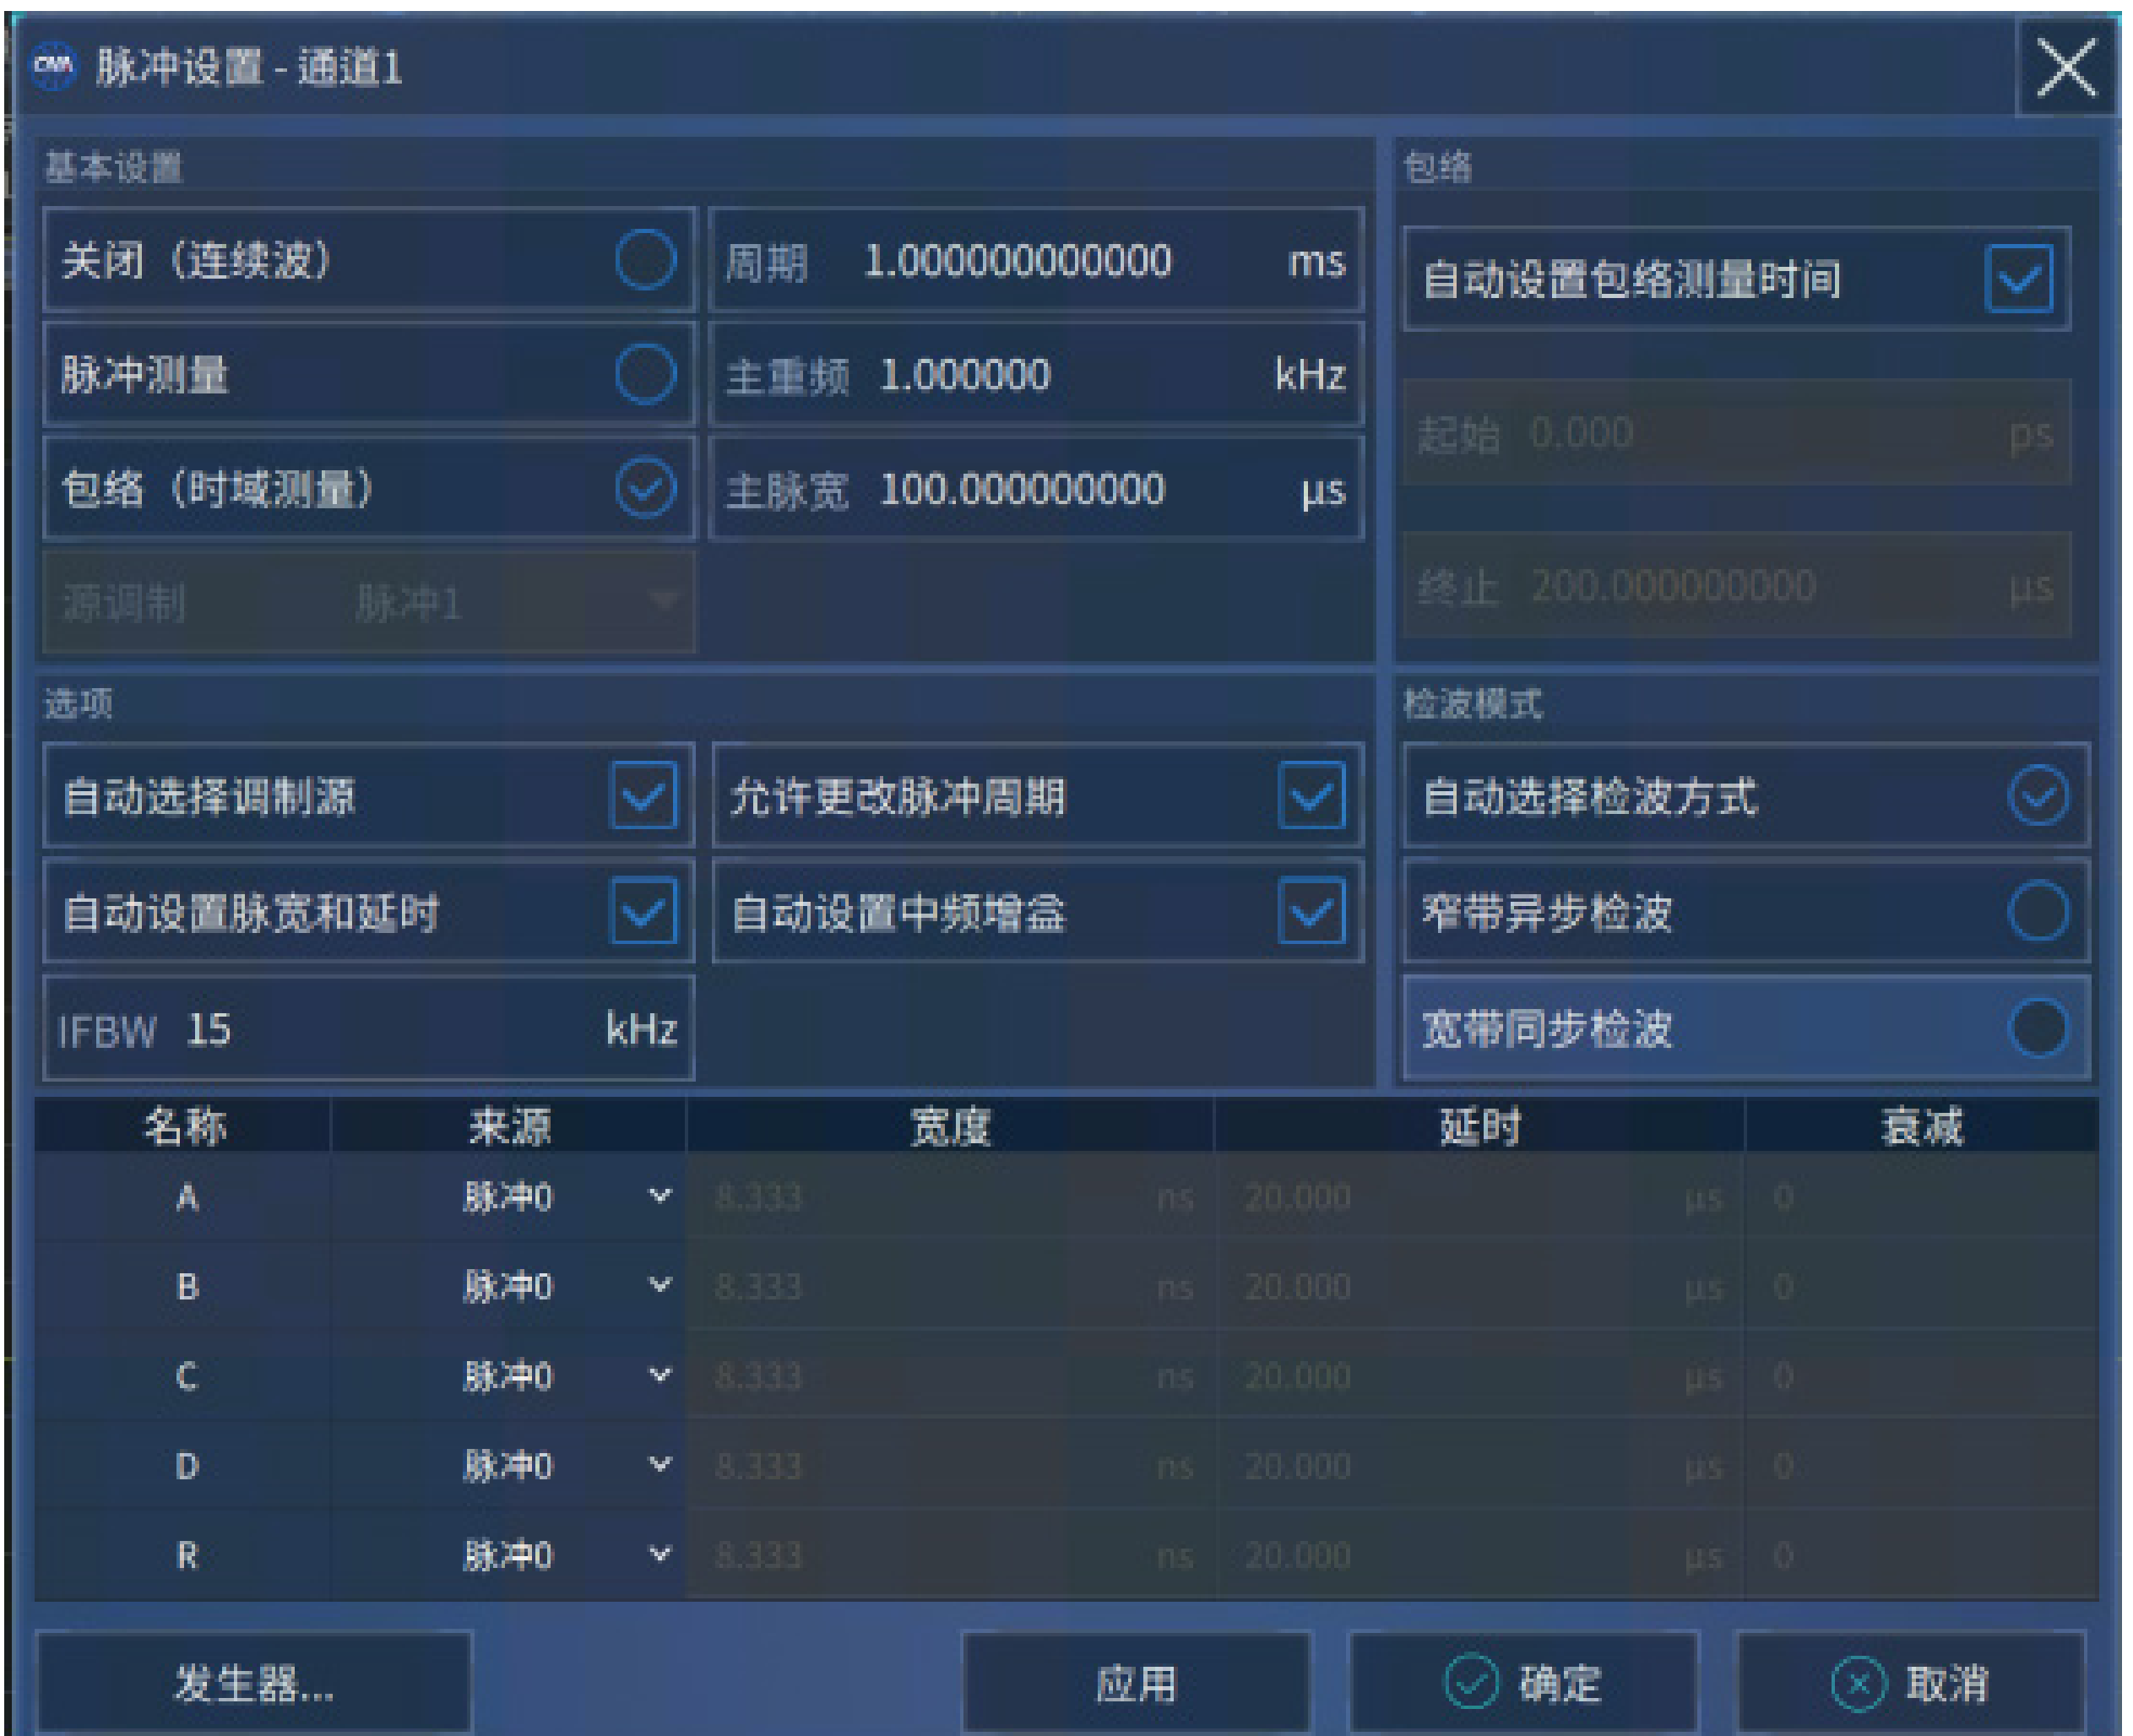 CNA 脉冲设置 - 通道1
基本设置
关闭（连续波）
周期 1.000000000000 ms
脉冲测量
主重频 1.000000 kHz
包络（时域测量）
主脉宽 100.000000000 μs
源调制 脉冲1
包络
自动设置包络测量时间
起始 0.000 ps
终止 200.000000000 μs
选项
自动选择调制源
允许更改脉冲周期
自动设置脉宽和延时
自动设置中频增益
IFBW 15 kHz
检波模式
自动选择检波方式
窄带异步检波
宽带同步检波
名称 来源 宽度 延时 衰减
A 脉冲0 8.333 ns 20.000 μs 0
B 脉冲0 8.333 ns 20.000 μs 0
C 脉冲0 8.333 ns 20.000 μs 0
D 脉冲0 8.333 ns 20.000 μs 0
R 脉冲0 8.333 ns 20.000 μs 0
发生器... 应用 确定 取消